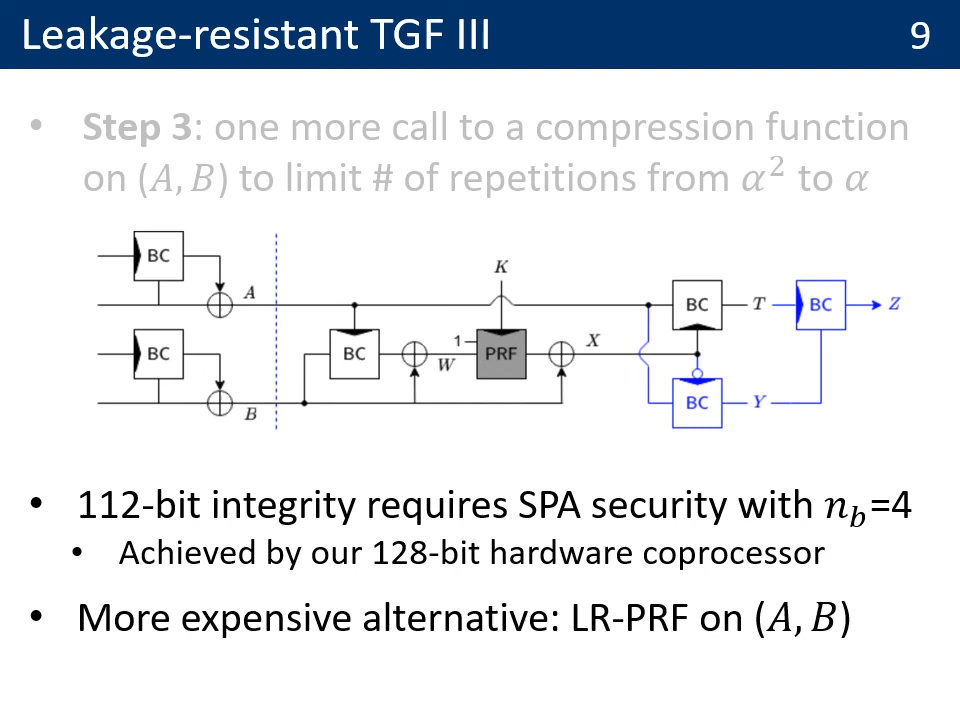 Leakage-resistant TGF III 9
• Step 3: one more call to a compression function
on (A, B) to limit # of repetitions from α² to α
BC
A
K
BC
T
BC
Z
BC
BC
1
W
PRF
X
B
BC
Y
• 112-bit integrity requires SPA security with n_b=4
• Achieved by our 128-bit hardware coprocessor
• More expensive alternative: LR-PRF on (A, B)